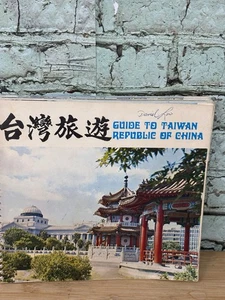 台灣旅遊
GUIDE TO TAIWAN
REPUBLIC OF CHINA